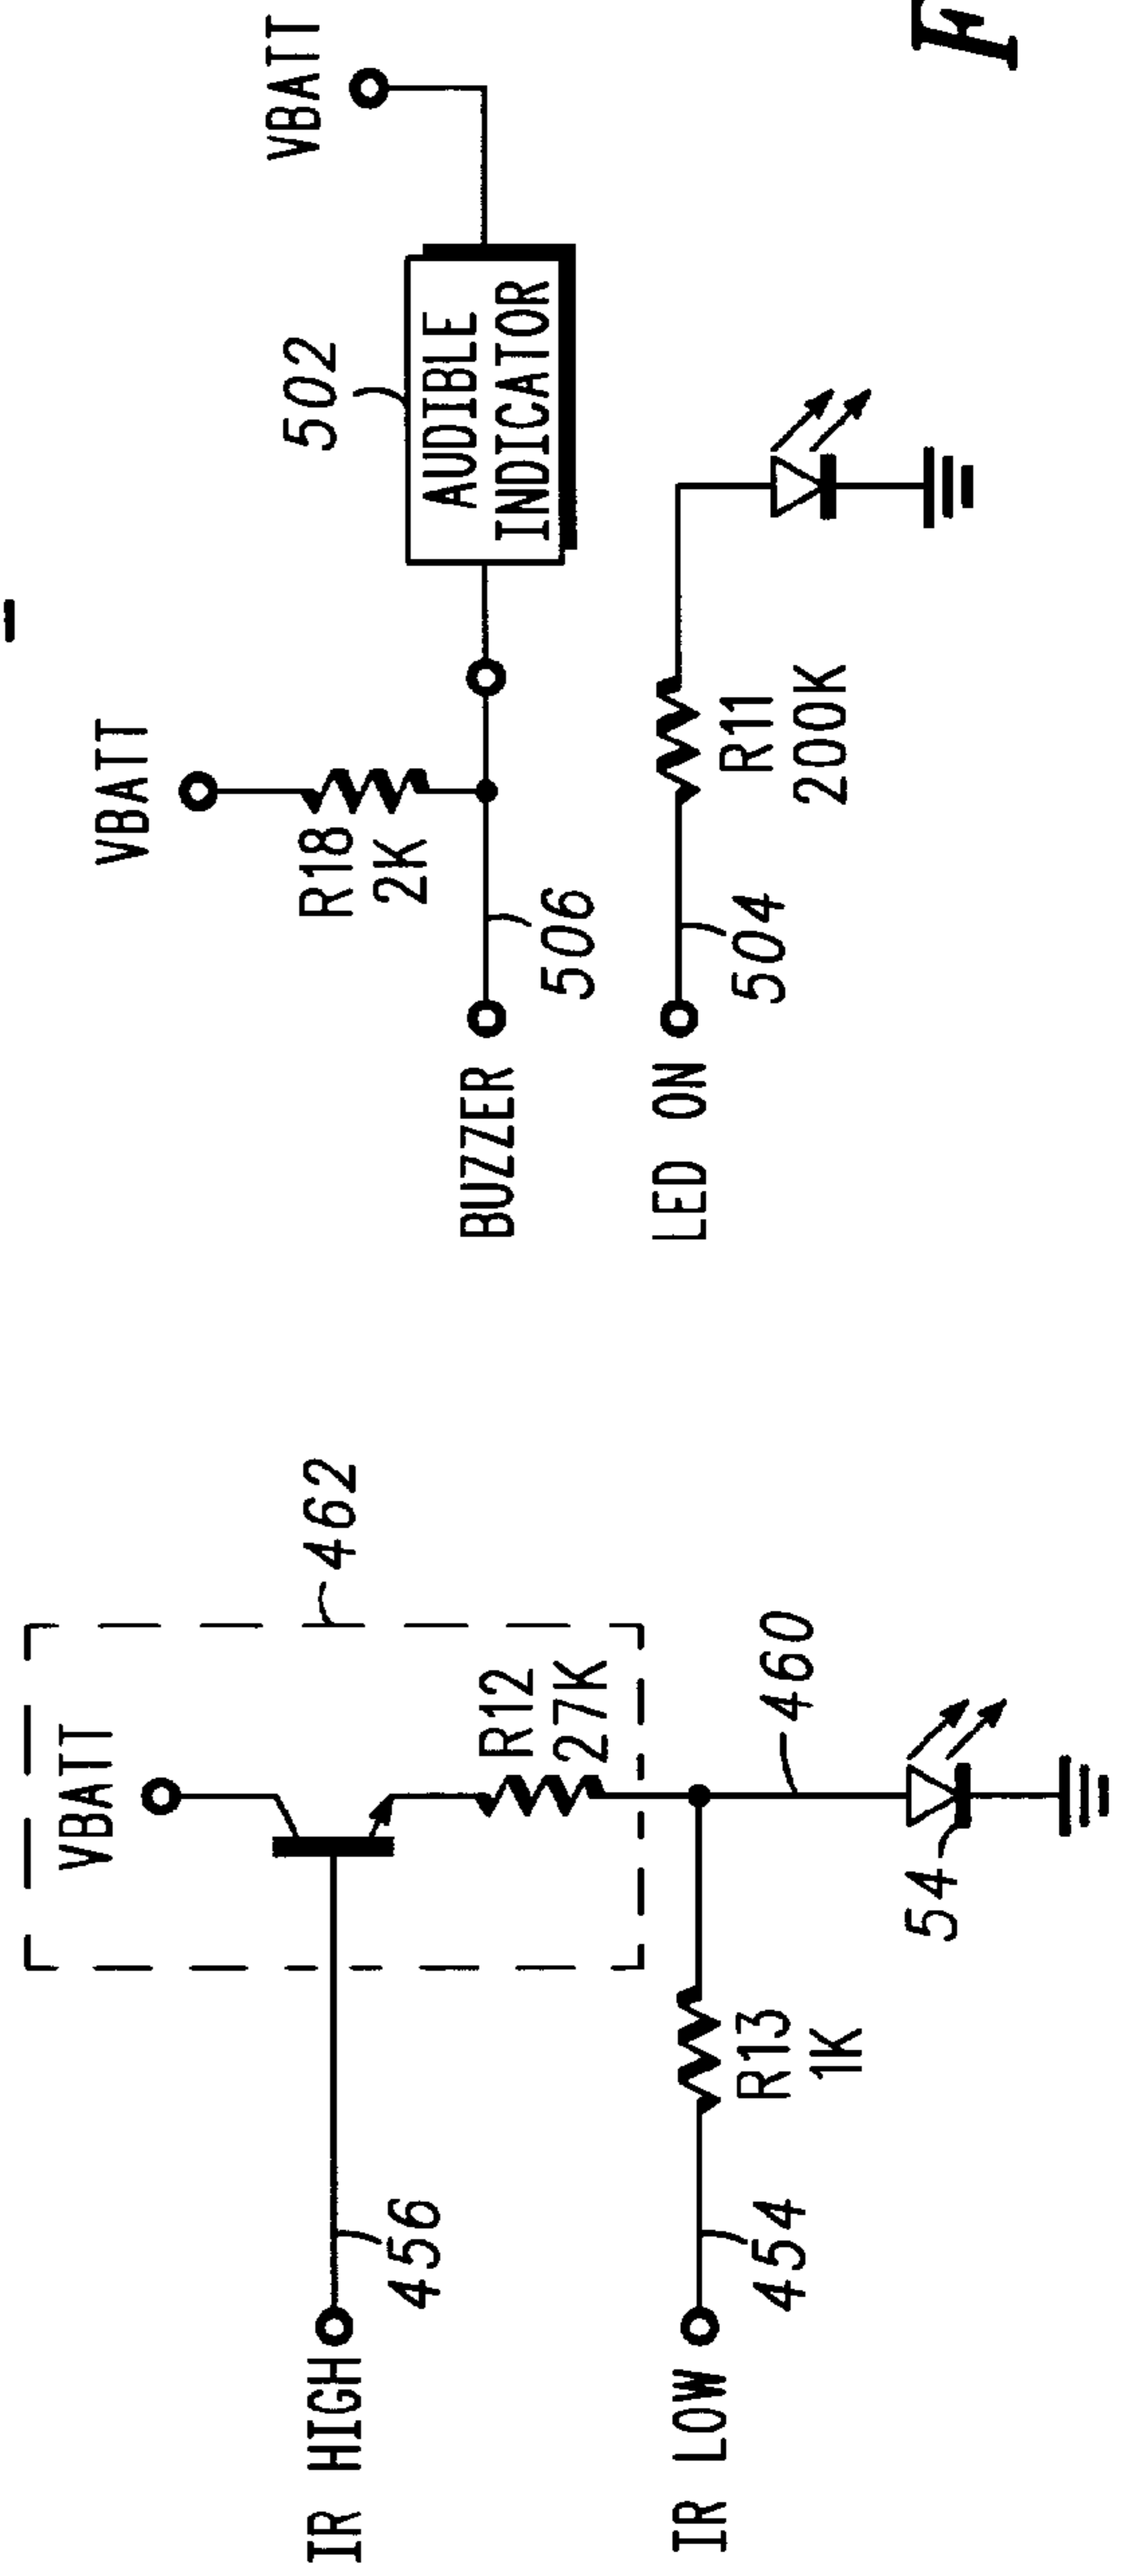 VBATT
462
R12
27K
IR HIGH
456
460
IR LOW
454
R13
1K
54
VBATT
VBATT
R18
2K
502
AUDIBLE
INDICATOR
BUZZER
506
LED ON
504
R11
200K
F